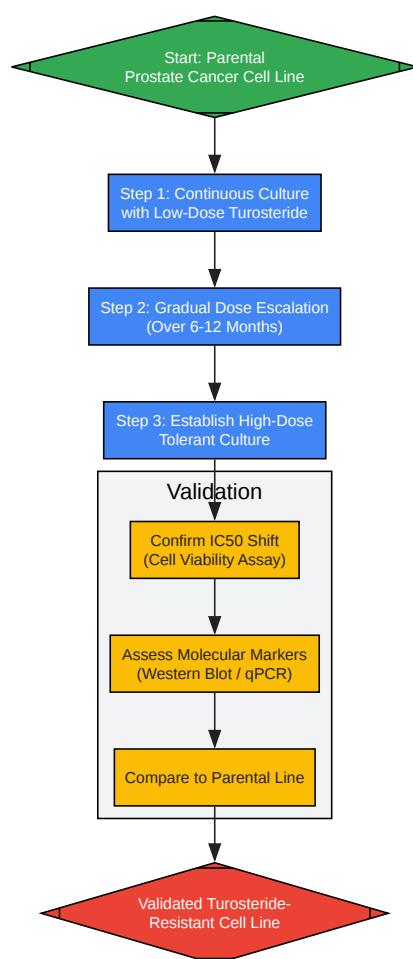 Start: Parental
Prostate Cancer Cell Line
Step 1: Continuous Culture
with Low-Dose Turosteride
Step 2: Gradual Dose Escalation
(Over 6-12 Months)
Step 3: Establish High-Dose
Tolerant Culture
Validation
Confirm IC50 Shift
(Cell Viability Assay)
Assess Molecular Markers
(Western Blot / qPCR)
Compare to Parental Line
Validated Turosteride-
Resistant Cell Line